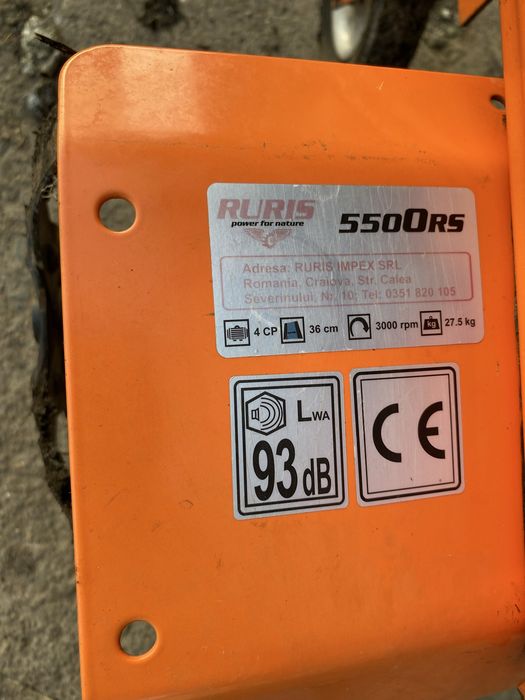 RURIS
power for nature
5500RS
Adresa: RURIS IMPEX SRL
Romania, Craiova, Str. Calea
Severinului, Nr. 10; Tel: 0351 820 105
4 CP 36 cm 3000 rpm Kg 27.5 kg
LWA
93 dB
CE